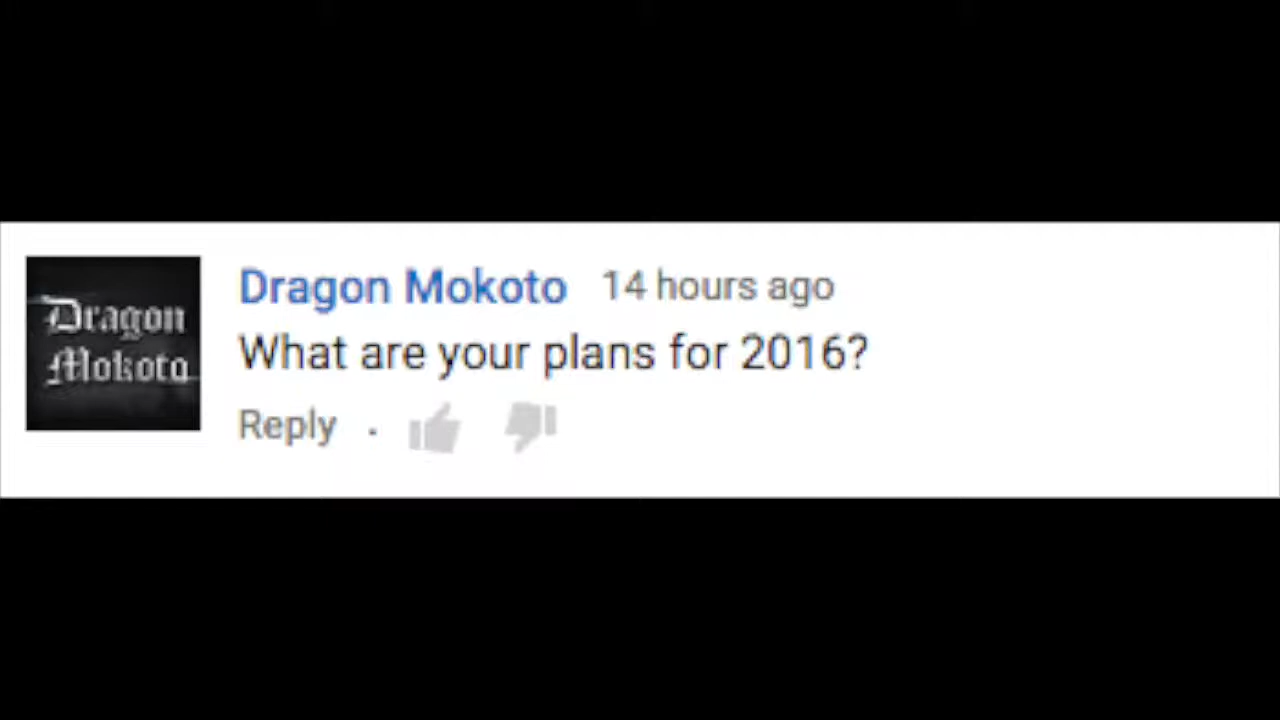 Dragon
Mokoto
Dragon Mokoto 14 hours ago
What are your plans for 2016?
Reply .